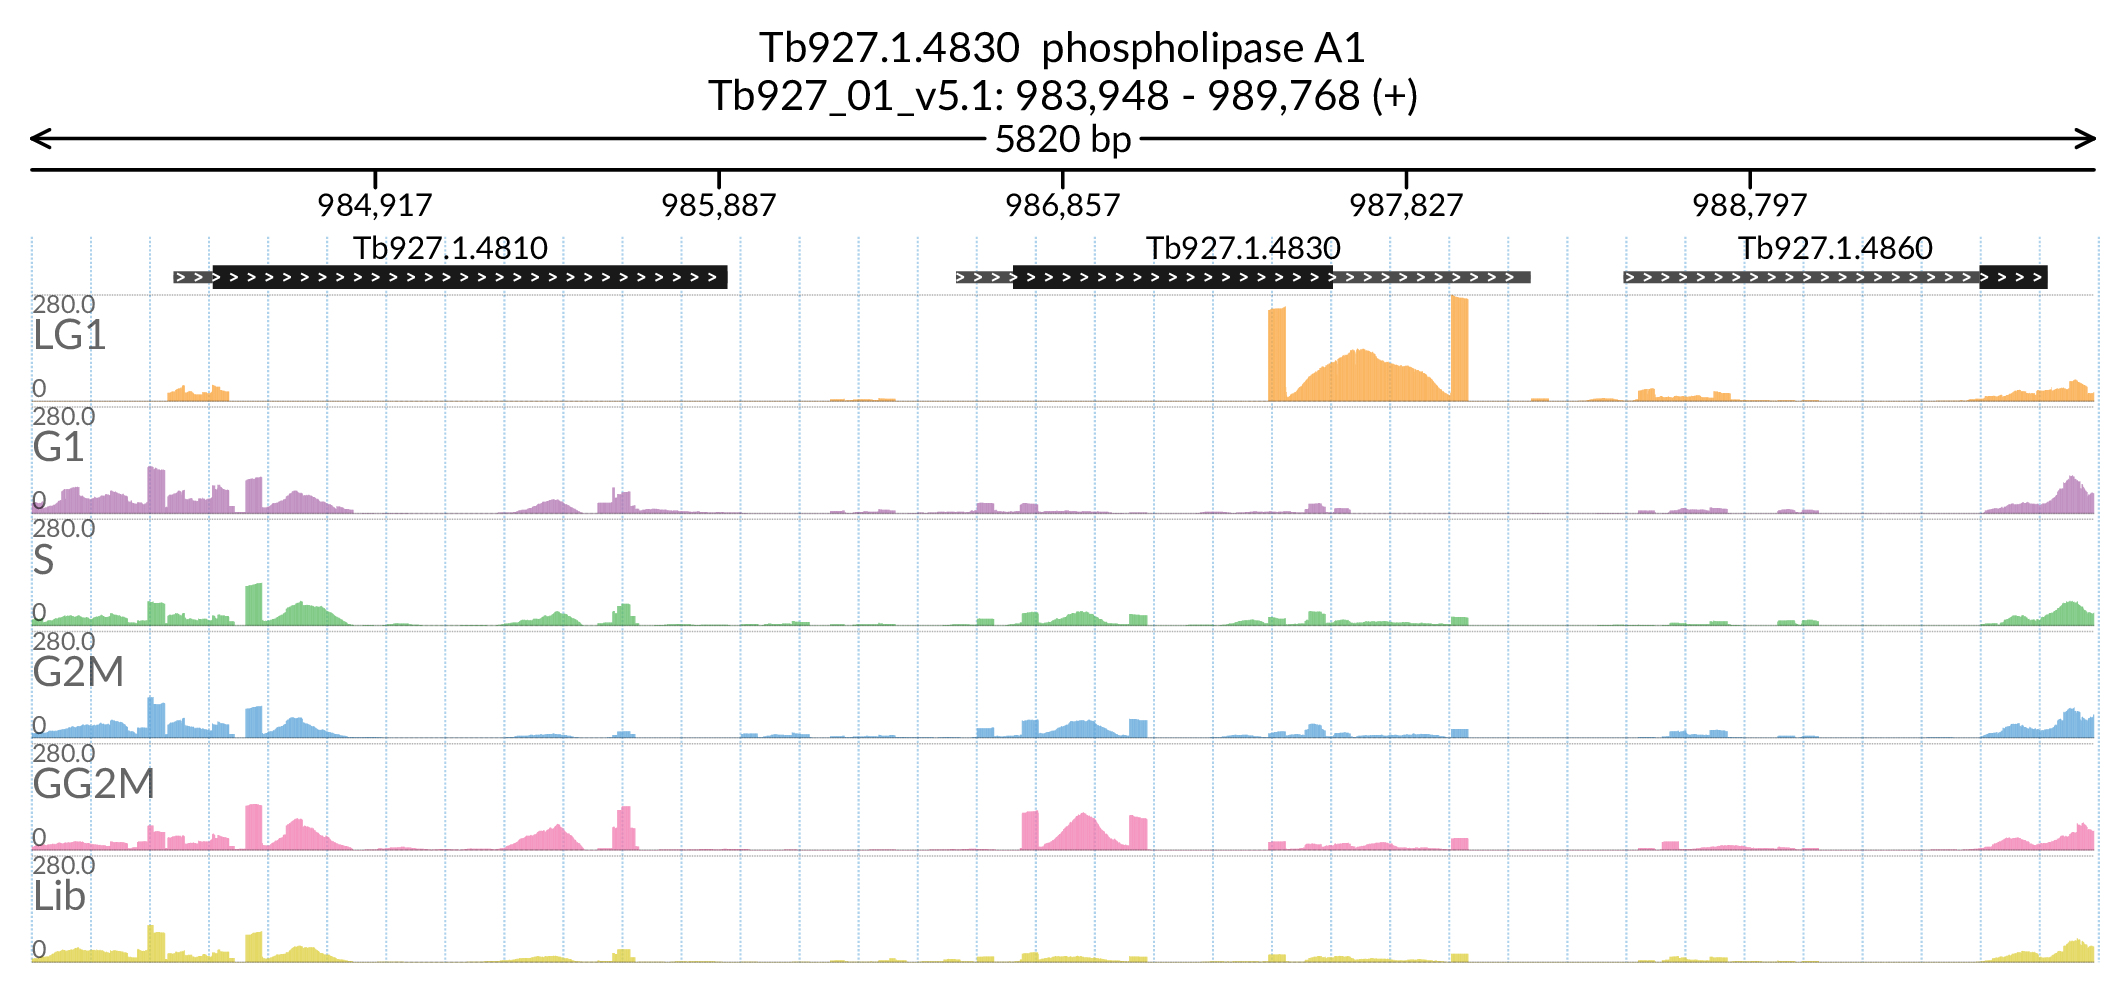 Tb927.1.4830 phospholipase A1
Tb927_01_v5.1: 983,948 - 989,768 (+)
5820 bp
984,917 985,887 986,857 987,827 988,797
Tb927.1.4810 Tb927.1.4830 Tb927.1.4860
280.0
LG1
0
280.0
G1
0
280.0
S
0
280.0
G2M
0
280.0
GG2M
0
280.0
Lib
0